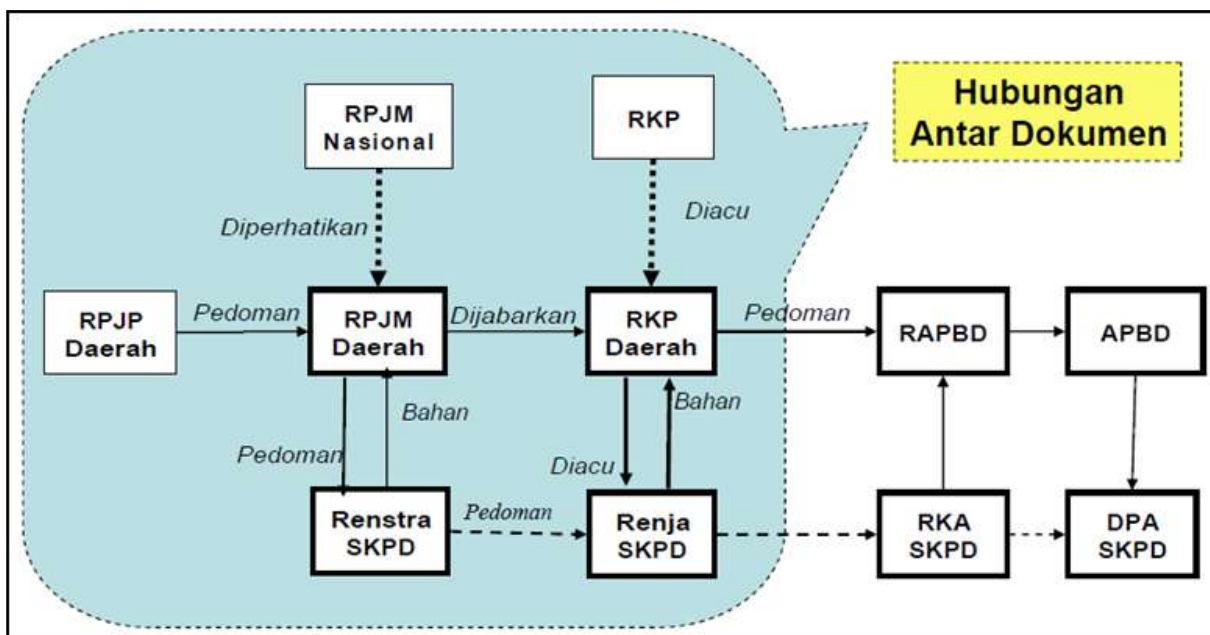 RPJM
Nasional
RKP
Hubungan
Antar Dokumen
Diperhatikan
Diacu
RPJP
Daerah
Pedoman
RPJM
Daerah
Dijabarkan
RKP
Daerah
Pedoman
RAPBD
APBD
Pedoman
Bahan
Diacu
Bahan
Renstra
SKPD
Pedoman
Renja
SKPD
RKA
SKPD
DPA
SKPD